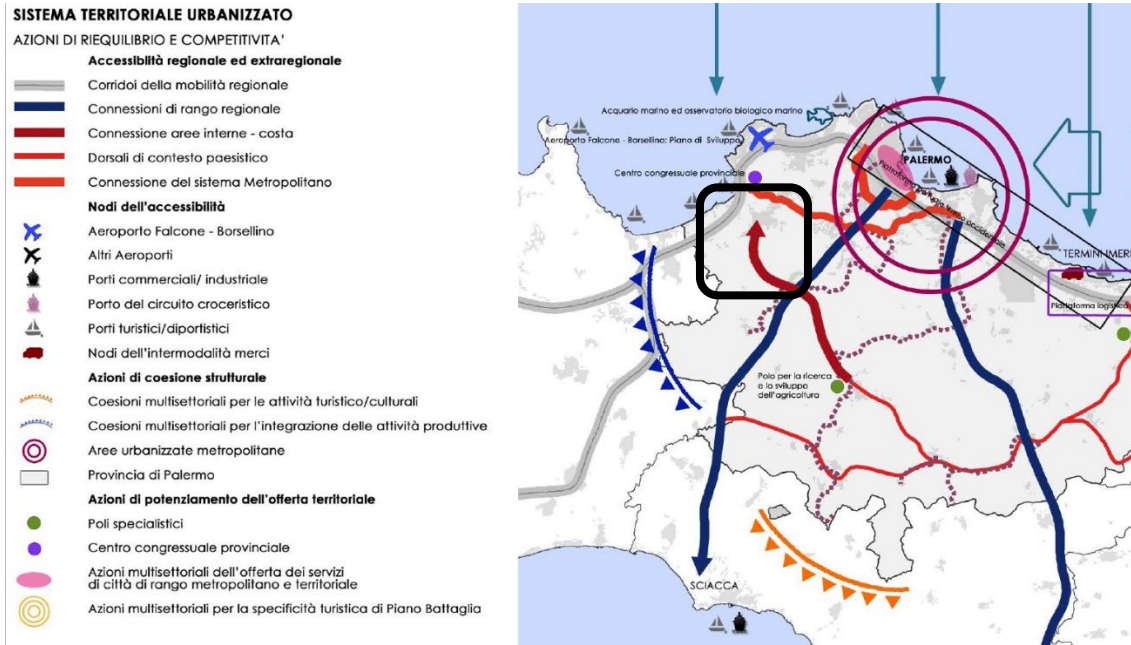 SISTEMA TERRITORIALE URBANIZZATO
AZIONI DI RIEQUILIBRIO E COMPETITIVITA'
Accessiblità regionale ed extraregionale
Corridoi della mobilità regionale
Connessioni di rango regionale
Connessione aree interne - costa
Dorsali di contesto paesistico
Connessione del sistema Metropolitano
Nodi dell'accessibilità
Aeroporto Falcone - Borsellino
Altri Aeroporti
Porti commerciali/ industriale
Porto del circuito croceristico
Porti turistici/diportistici
Nodi dell'intermodalità merci
Azioni di coesione strutturale
Coesioni multisettoriali per le attività turistico/culturali
Coesioni multisettoriali per l'integrazione delle attività produttive
Aree urbanizzate metropolitane
Provincia di Palermo
Azioni di potenziamento dell'offerta territoriale
Poli specialistici
Centro congressuale provinciale
Azioni multisettoriali dell'offerta dei servizi
di città di rango metropolitano e territoriale
Azioni multisettoriali per la specificità turistica di Piano Battaglia
Acquario marino ed osservatorio biologico marino
Aeroporto Falcone - Borsellino: Piano di Sviluppo
Centro congressuale provinciale
PALERMO
Piattaforma occidentale
TERMINI IMER
Piattaforma logistica
Polo per la ricerca
e lo sviluppo
dell'agricoltura
SCIACCA